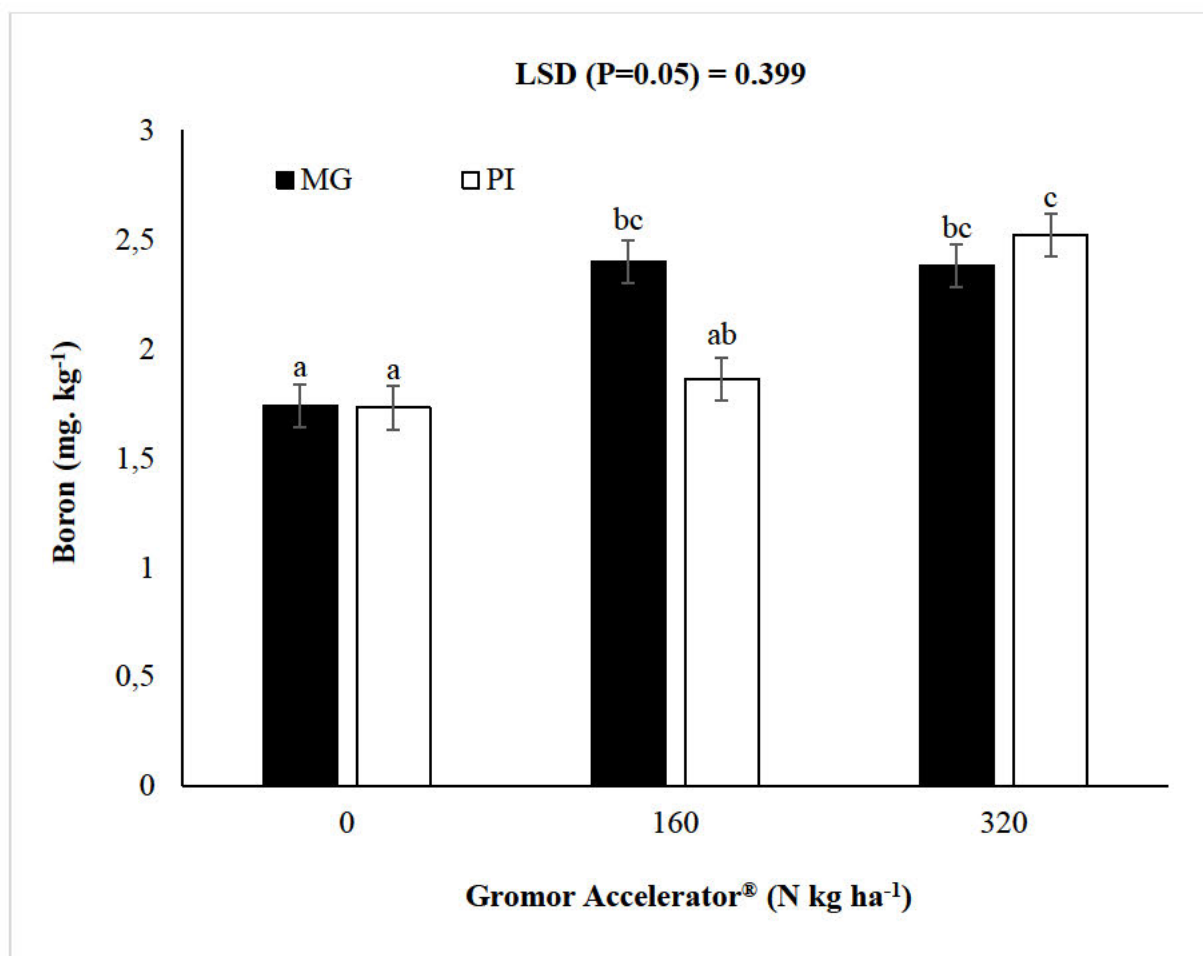 LSD (P=0.05) = 0.399
3
2,5
2
1,5
1
0,5
0
Boron (mg. kg⁻¹)
MG
PI
a
a
bc
ab
bc
c
0
160
320
Gromor Accelerator® (N kg ha⁻¹)